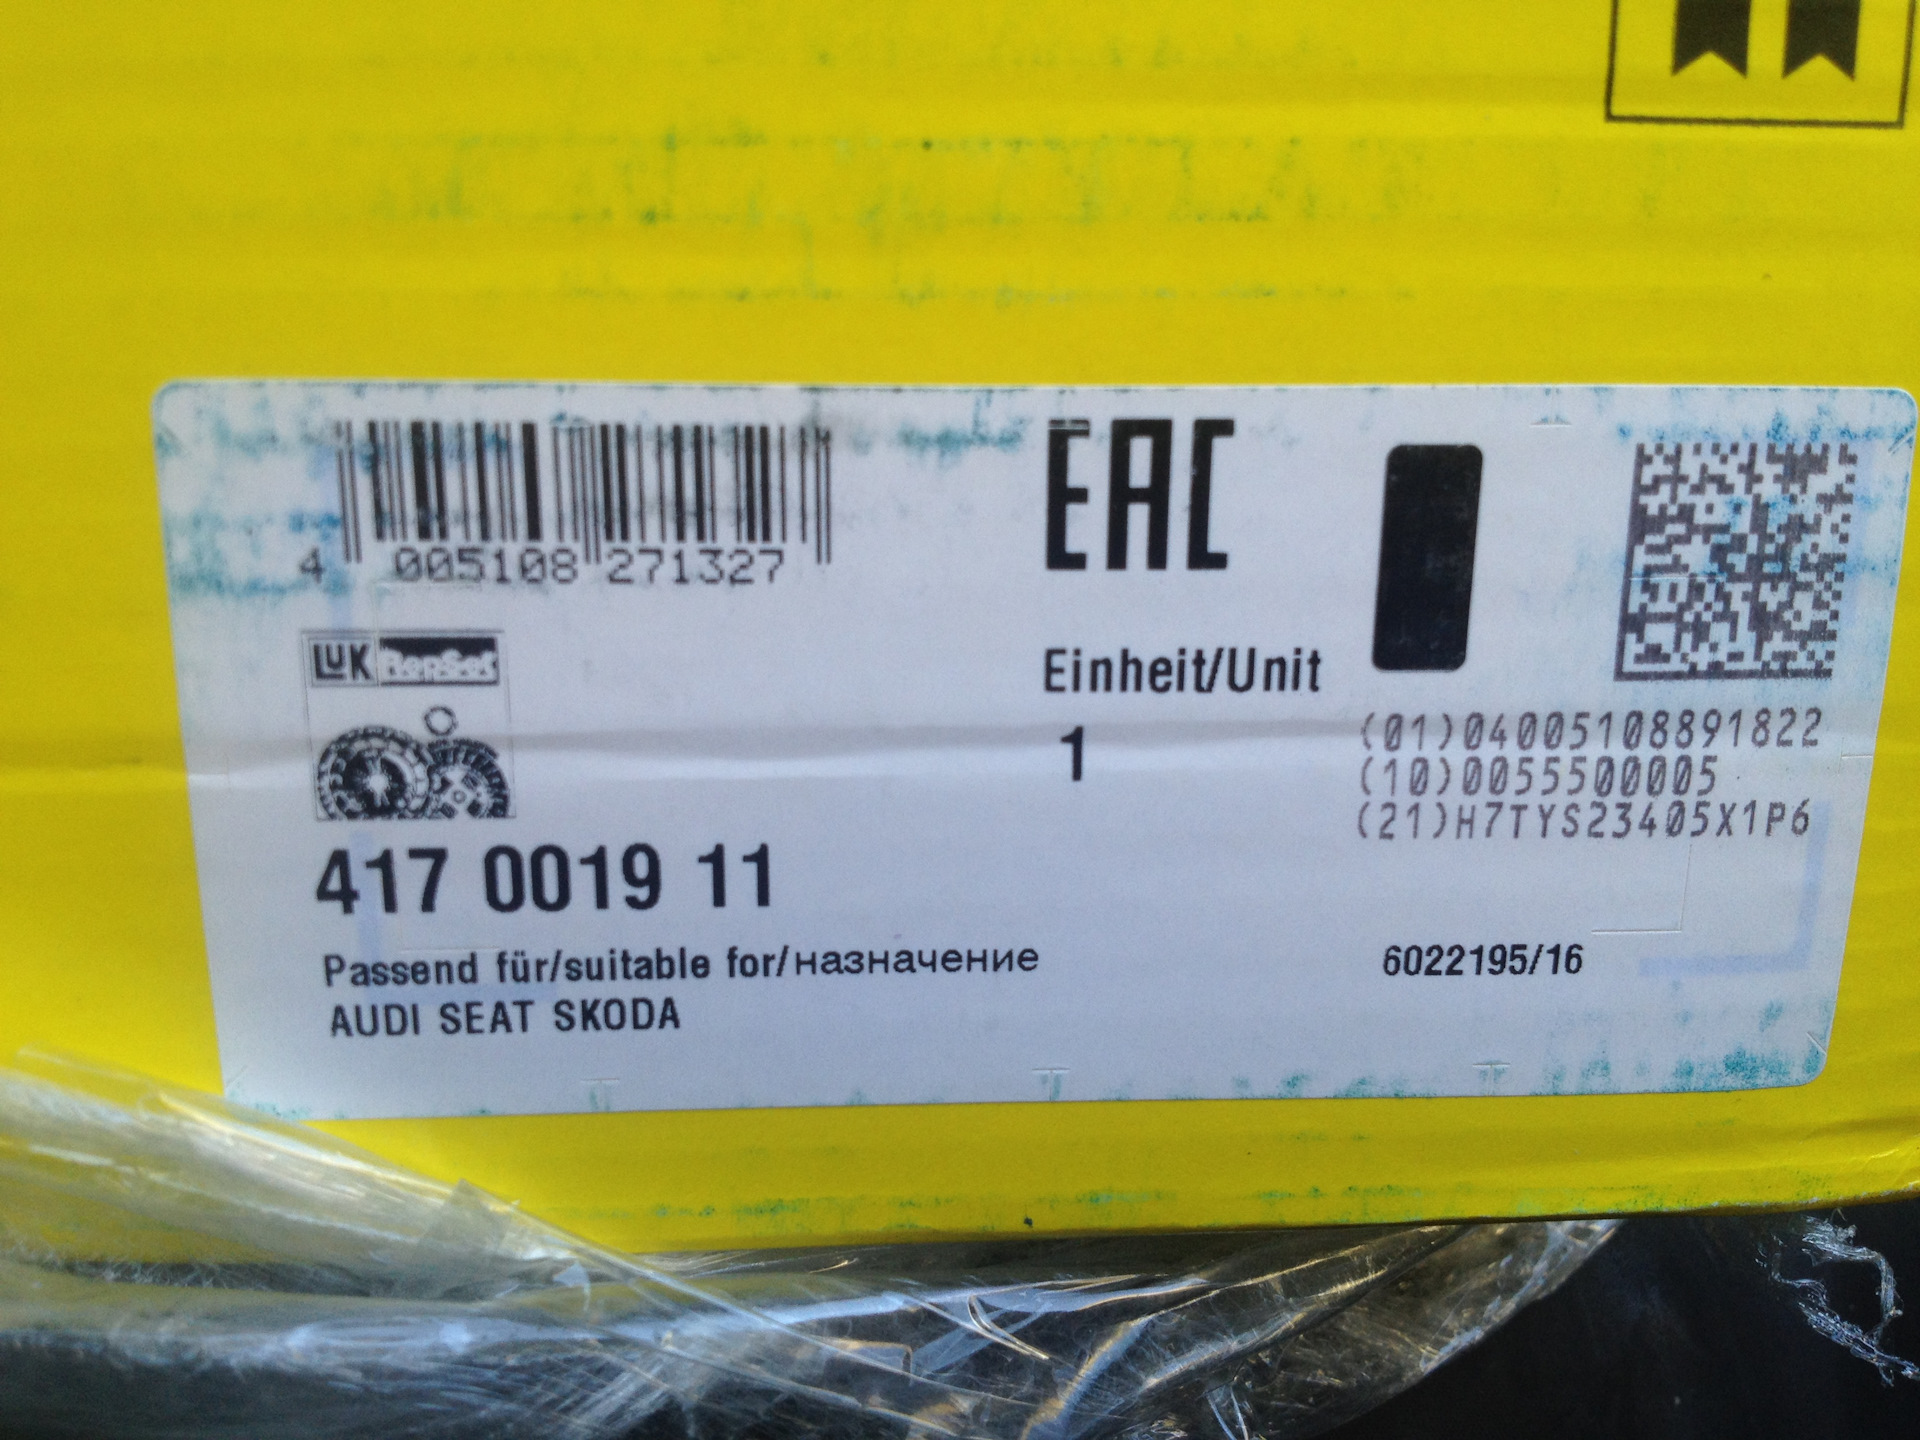 4 005108 271327
EAC
LUK RepSet
Einheit/Unit
1
(01)04005108891822
(10)0055500005
(21)H7TYS23405X1P6
417 0019 11
Passend für/suitable for/назначение
6022195/16
AUDI SEAT SKODA